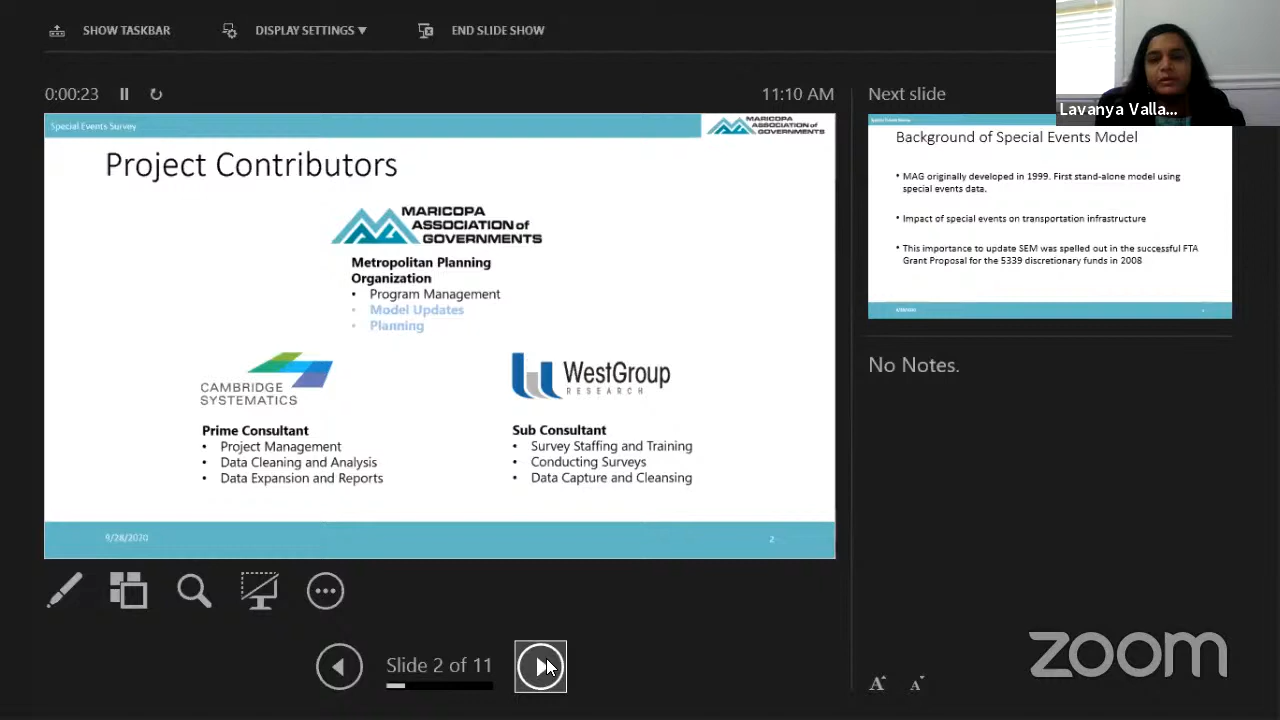 SHOW TASKBAR
DISPLAY SETTINGS ▼
END SLIDE SHOW
Lavanya Valla...
0:00:23
11:10 AM
Special Events Survey
MARICOPA
ASSOCIATION of
GOVERNMENTS
Project Contributors
MARICOPA
ASSOCIATION of
GOVERNMENTS
Metropolitan Planning
Organization
• Program Management
• Model Updates
• Planning
CAMBRIDGE
SYSTEMATICS
Prime Consultant
• Project Management
• Data Cleaning and Analysis
• Data Expansion and Reports
WestGroup
RESEARCH
Sub Consultant
• Survey Staffing and Training
• Conducting Surveys
• Data Capture and Cleansing
9/28/2020
2
Slide 2 of 11
Next slide
Background of Special Events Model
• MAG originally developed in 1999. First stand-alone model using
special events data.
• Impact of special events on transportation infrastructure
• This importance to update SEM was spelled out in the successful FTA
Grant Proposal for the 5339 discretionary funds in 2008
No Notes.
A
A
zoom